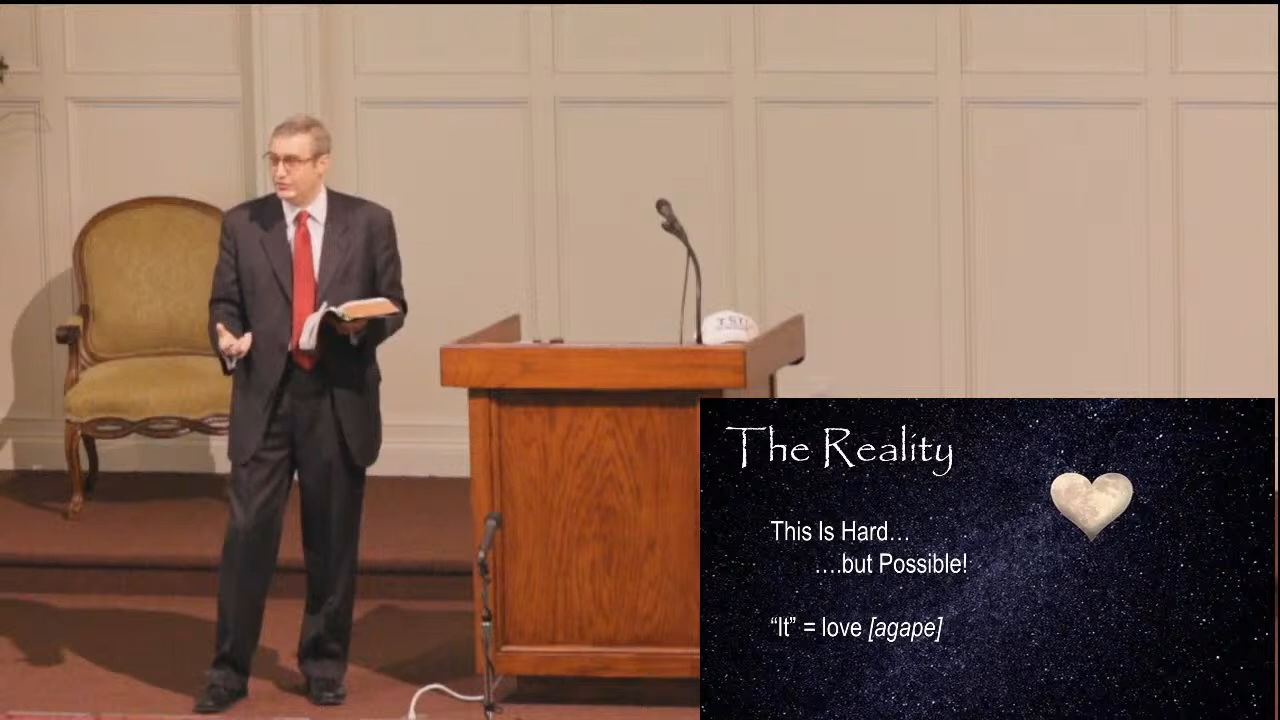 T.S.T.
The Reality
This Is Hard…
….but Possible!
“It” = love [agape]